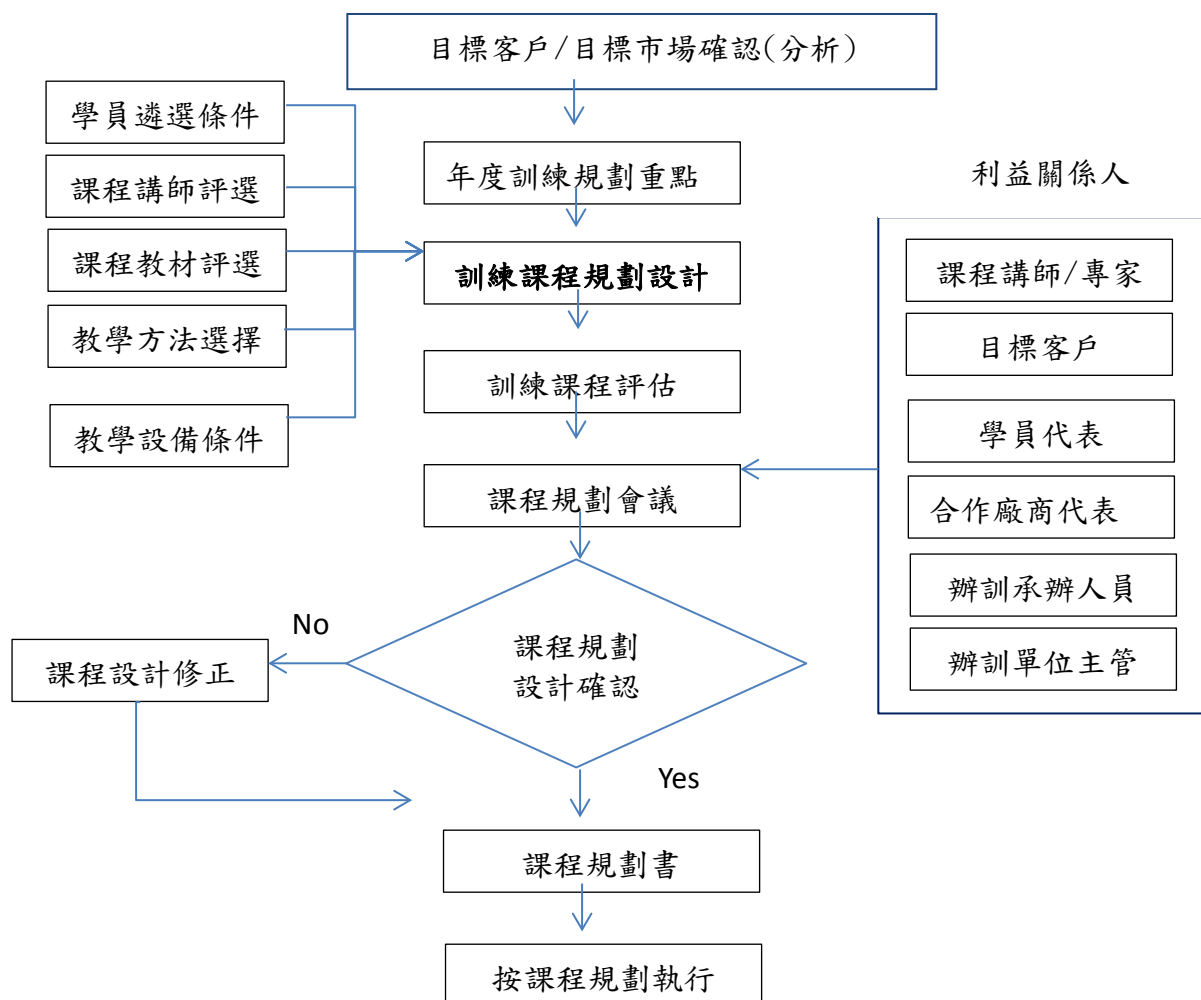 目標客戶/目標市場確認(分析)
學員遴選條件
課程講師評選
課程教材評選
教學方法選擇
教學設備條件
年度訓練規劃重點
訓練課程規劃設計
訓練課程評估
課程規劃會議
利益關係人
課程講師/專家
目標客戶
學員代表
合作廠商代表
辦訓承辦人員
辦訓單位主管
課程規劃
設計確認
No
課程設計修正
Yes
課程規劃書
按課程規劃執行